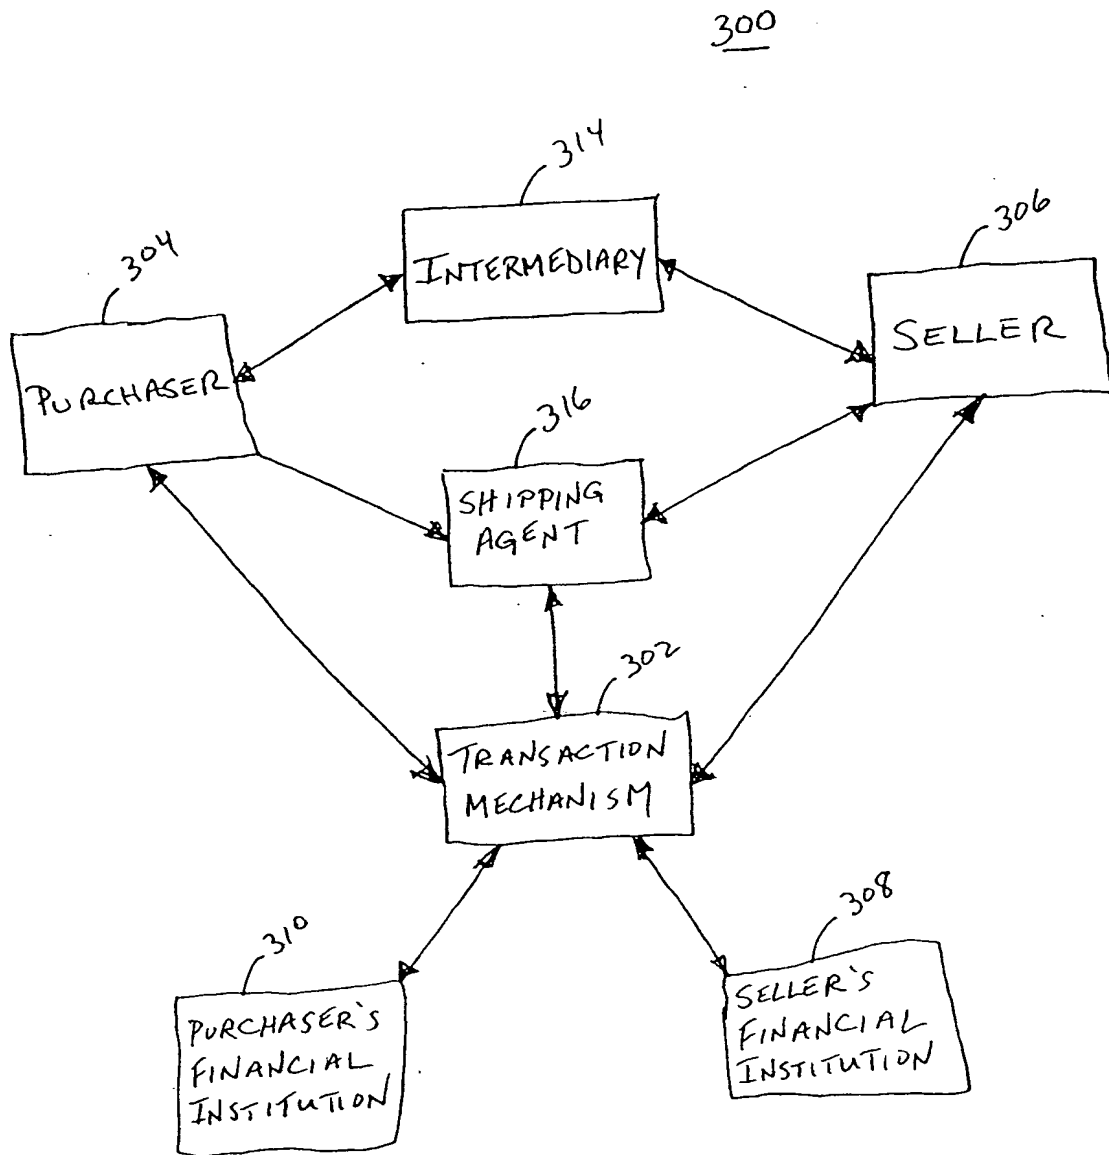 300
314
INTERMEDIARY
306
SELLER
304
PURCHASER
316
SHIPPING
AGENT
302
TRANSACTION
MECHANISM
310
PURCHASER'S
FINANCIAL
INSTITUTION
308
SELLER'S
FINANCIAL
INSTITUTION